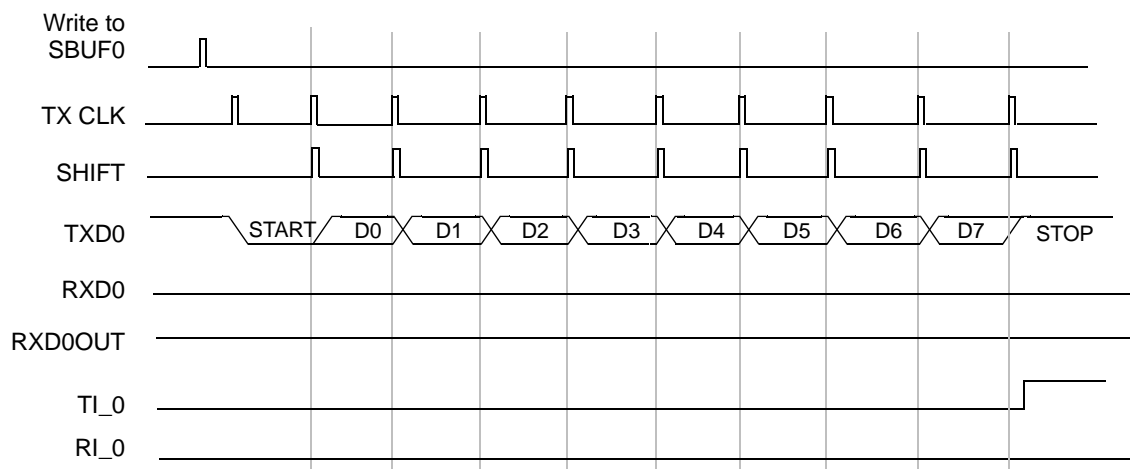 Write to
SBUF0
TX CLK
SHIFT
TXD0 START D0 D1 D2 D3 D4 D5 D6 D7 STOP
RXD0
RXD0OUT
TI_0
RI_0